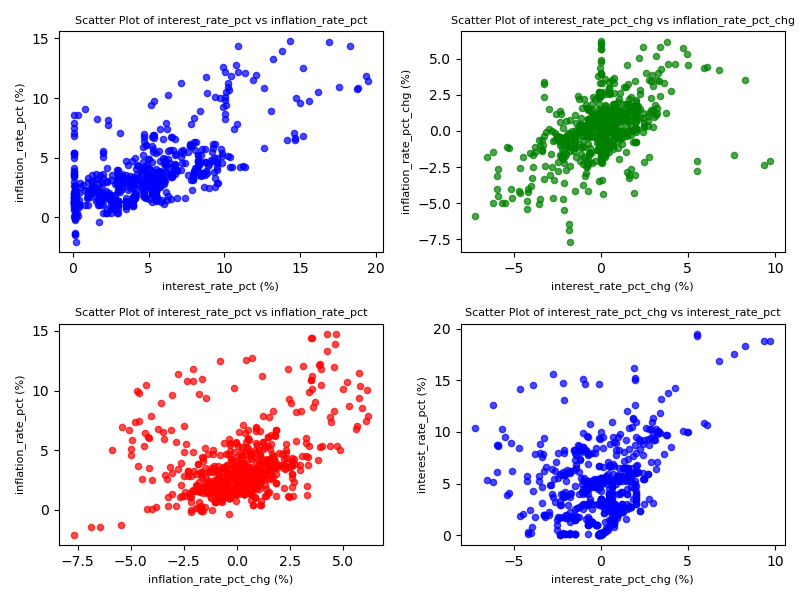 Scatter Plot of interest_rate_pct vs inflation_rate_pct
inflation_rate_pct (%)
15
10
5
0
0 5 10 15 20
interest_rate_pct (%)
Scatter Plot of interest_rate_pct_chg vs inflation_rate_pct_chg
inflation_rate_pct_chg (%)
5.0
2.5
0.0
−2.5
−5.0
−7.5
−5 0 5 10
interest_rate_pct_chg (%)
Scatter Plot of interest_rate_pct vs inflation_rate_pct
inflation_rate_pct (%)
15
10
5
0
−7.5 −5.0 −2.5 0.0 2.5 5.0
inflation_rate_pct_chg (%)
Scatter Plot of interest_rate_pct_chg vs interest_rate_pct
interest_rate_pct (%)
20
15
10
5
0
−5 0 5 10
interest_rate_pct_chg (%)